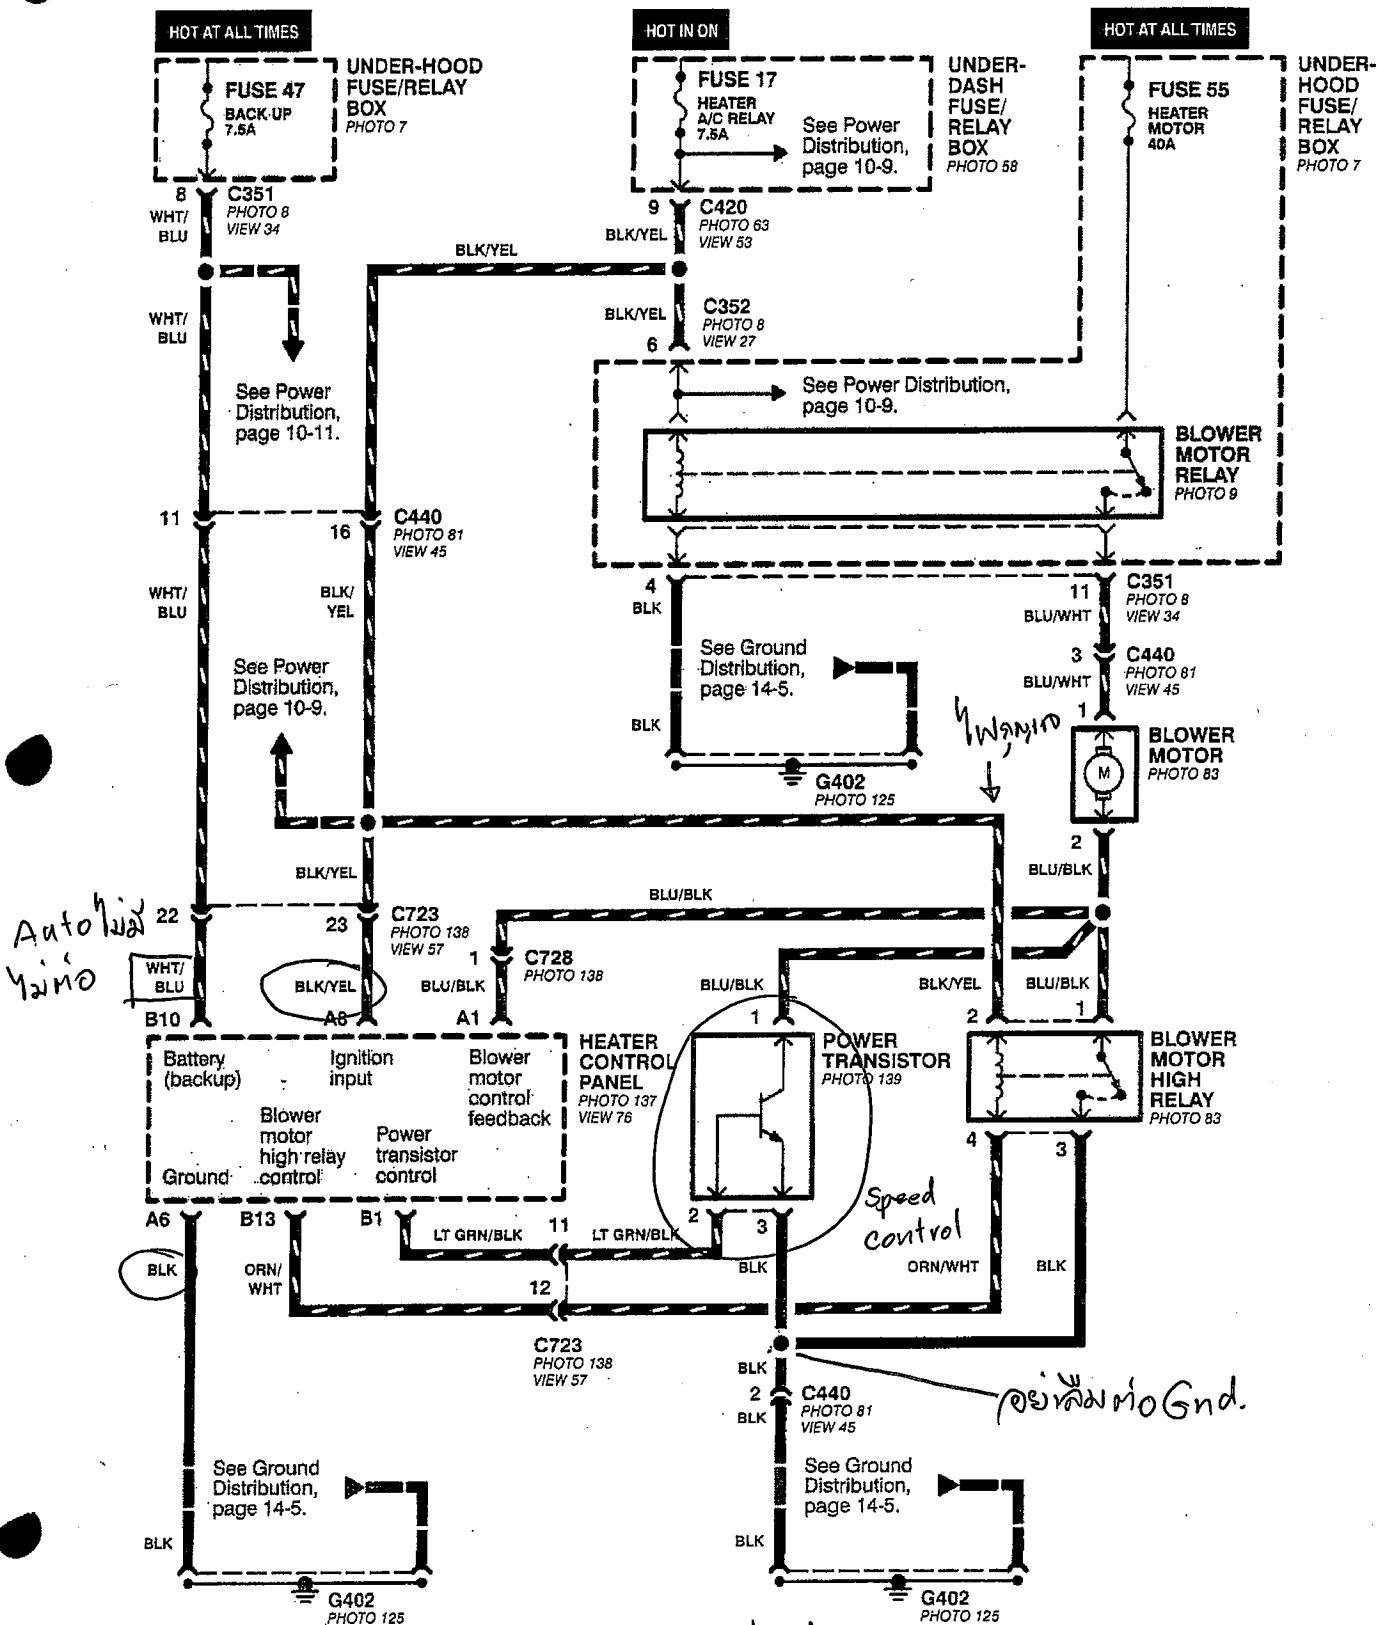 HOT AT ALL TIMES
HOT IN ON
HOT AT ALL TIMES
FUSE 47
BACK-UP
7.5A
UNDER-HOOD
FUSE/RELAY
BOX
PHOTO 7
FUSE 17
HEATER
A/C RELAY
7.5A
See Power
Distribution,
page 10-9.
UNDER-
DASH
FUSE/
RELAY
BOX
PHOTO 58
FUSE 55
HEATER
MOTOR
40A
UNDER-
HOOD
FUSE/
RELAY
BOX
PHOTO 7
8
C351
PHOTO 8
VIEW 34
WHT/
BLU
9
C420
PHOTO 63
VIEW 53
BLK/YEL
BLK/YEL
WHT/
BLU
BLK/YEL
C352
PHOTO 8
VIEW 27
6
See Power
Distribution,
page 10-11.
See Power Distribution,
page 10-9.
BLOWER
MOTOR
RELAY
PHOTO 9
11
16
C440
PHOTO 81
VIEW 45
WHT/
BLU
BLK/
YEL
4
BLK
11
C351
PHOTO 8
VIEW 34
BLU/WHT
3
C440
PHOTO 81
VIEW 45
BLU/WHT
1
See Power
Distribution,
page 10-9.
See Ground
Distribution,
page 14-5.
BLK
G402
PHOTO 125
BLOWER
MOTOR
PHOTO 83
M
2
BLU/BLK
BLK/YEL
BLU/BLK
Auto ไม่มี
ไม่ต่อ
22
23
C723
PHOTO 138
VIEW 57
1
C728
PHOTO 138
WHT/
BLU
BLK/YEL
BLU/BLK
BLU/BLK
BLK/YEL
BLU/BLK
B10
A8
A1
1
2
1
Battery
(backup)
Ignition
input
Blower
motor
control
feedback
Blower
motor
high relay
control
Power
transistor
control
Ground
HEATER
CONTROL
PANEL
PHOTO 137
VIEW 76
POWER
TRANSISTOR
PHOTO 139
BLOWER
MOTOR
HIGH
RELAY
PHOTO 83
Speed
control
A6
B13
B1
11
2
3
4
3
LT GRN/BLK
LT GRN/BLK
BLK
ORN/
WHT
12
BLK
ORN/WHT
BLK
C723
PHOTO 138
VIEW 57
BLK
2
C440
PHOTO 81
VIEW 45
BLK
อย่าลืมต่อ Gnd.
See Ground
Distribution,
page 14-5.
See Ground
Distribution,
page 14-5.
BLK
BLK
G402
PHOTO 125
G402
PHOTO 125